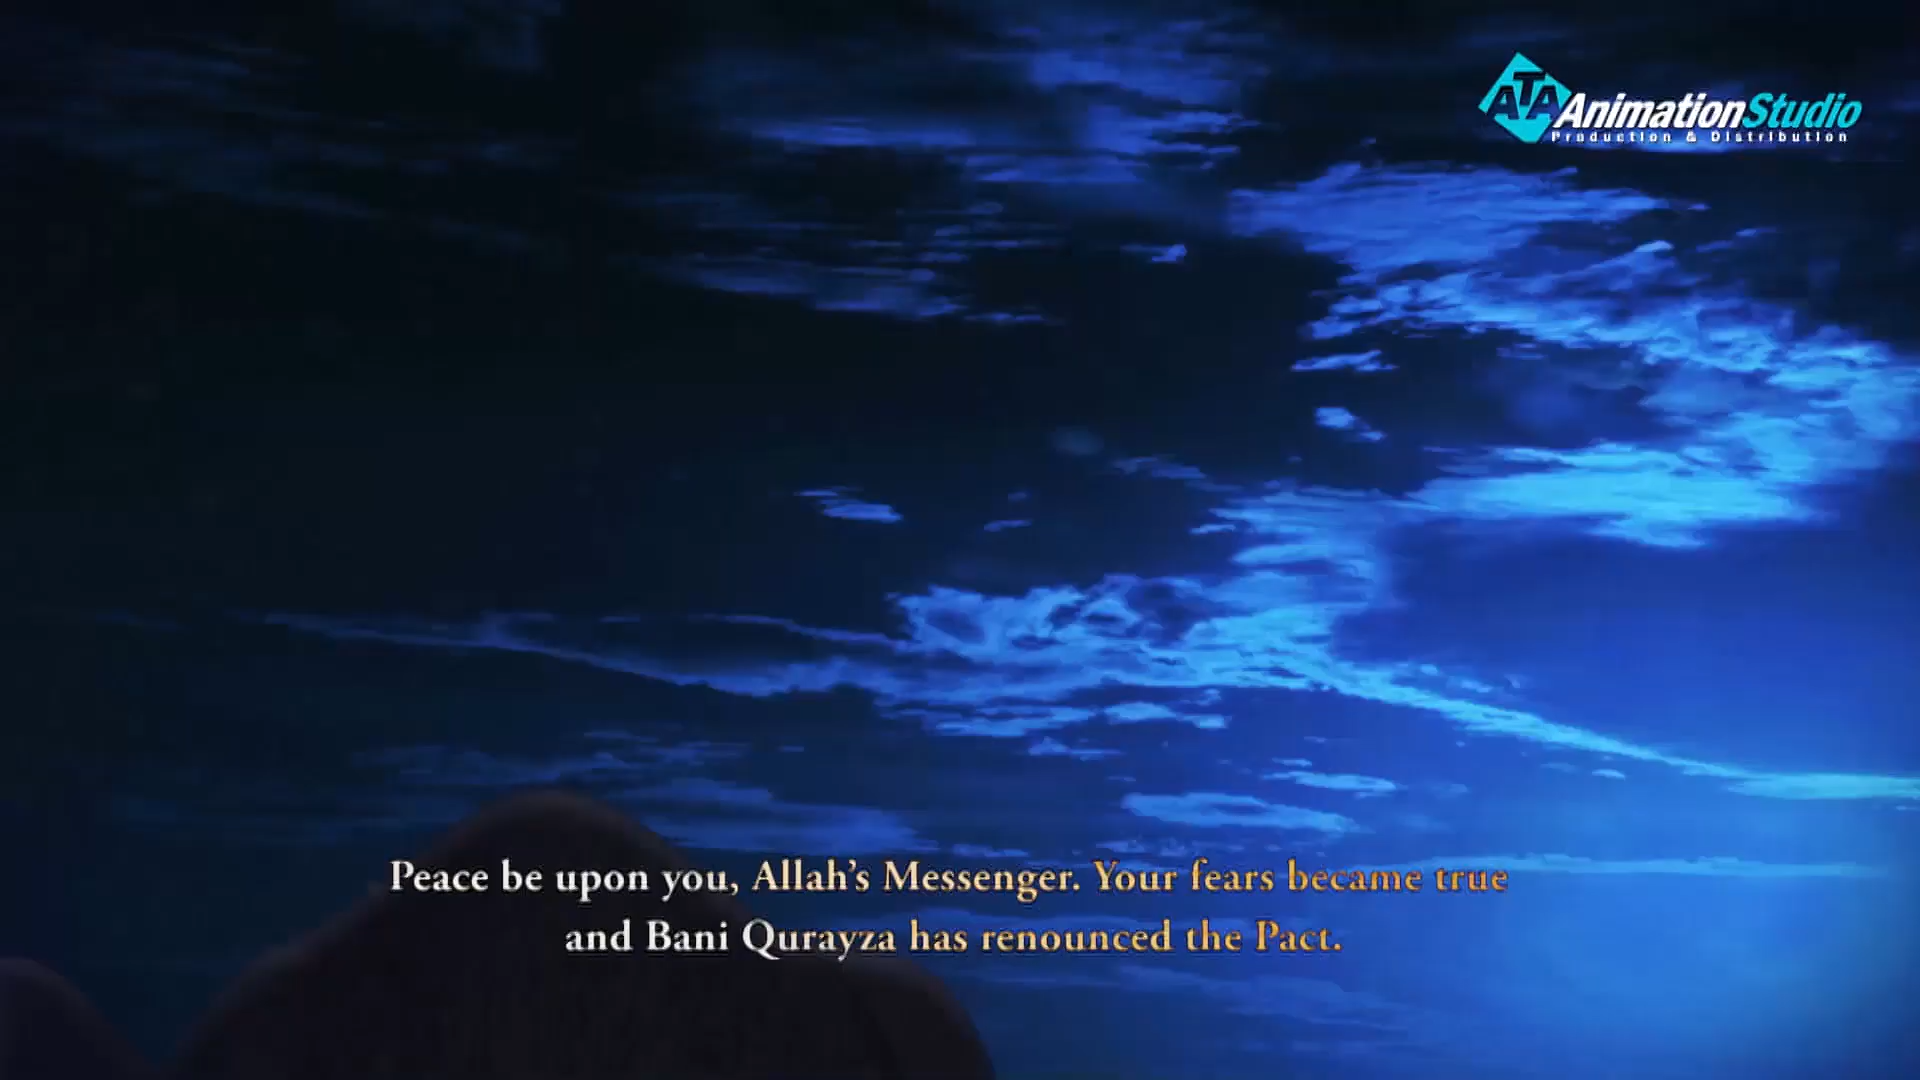 ATA
AnimationStudio
Production & Distribution
Peace be upon you, Allah's Messenger. Your fears became true
and Bani Qurayza has renounced the Pact.